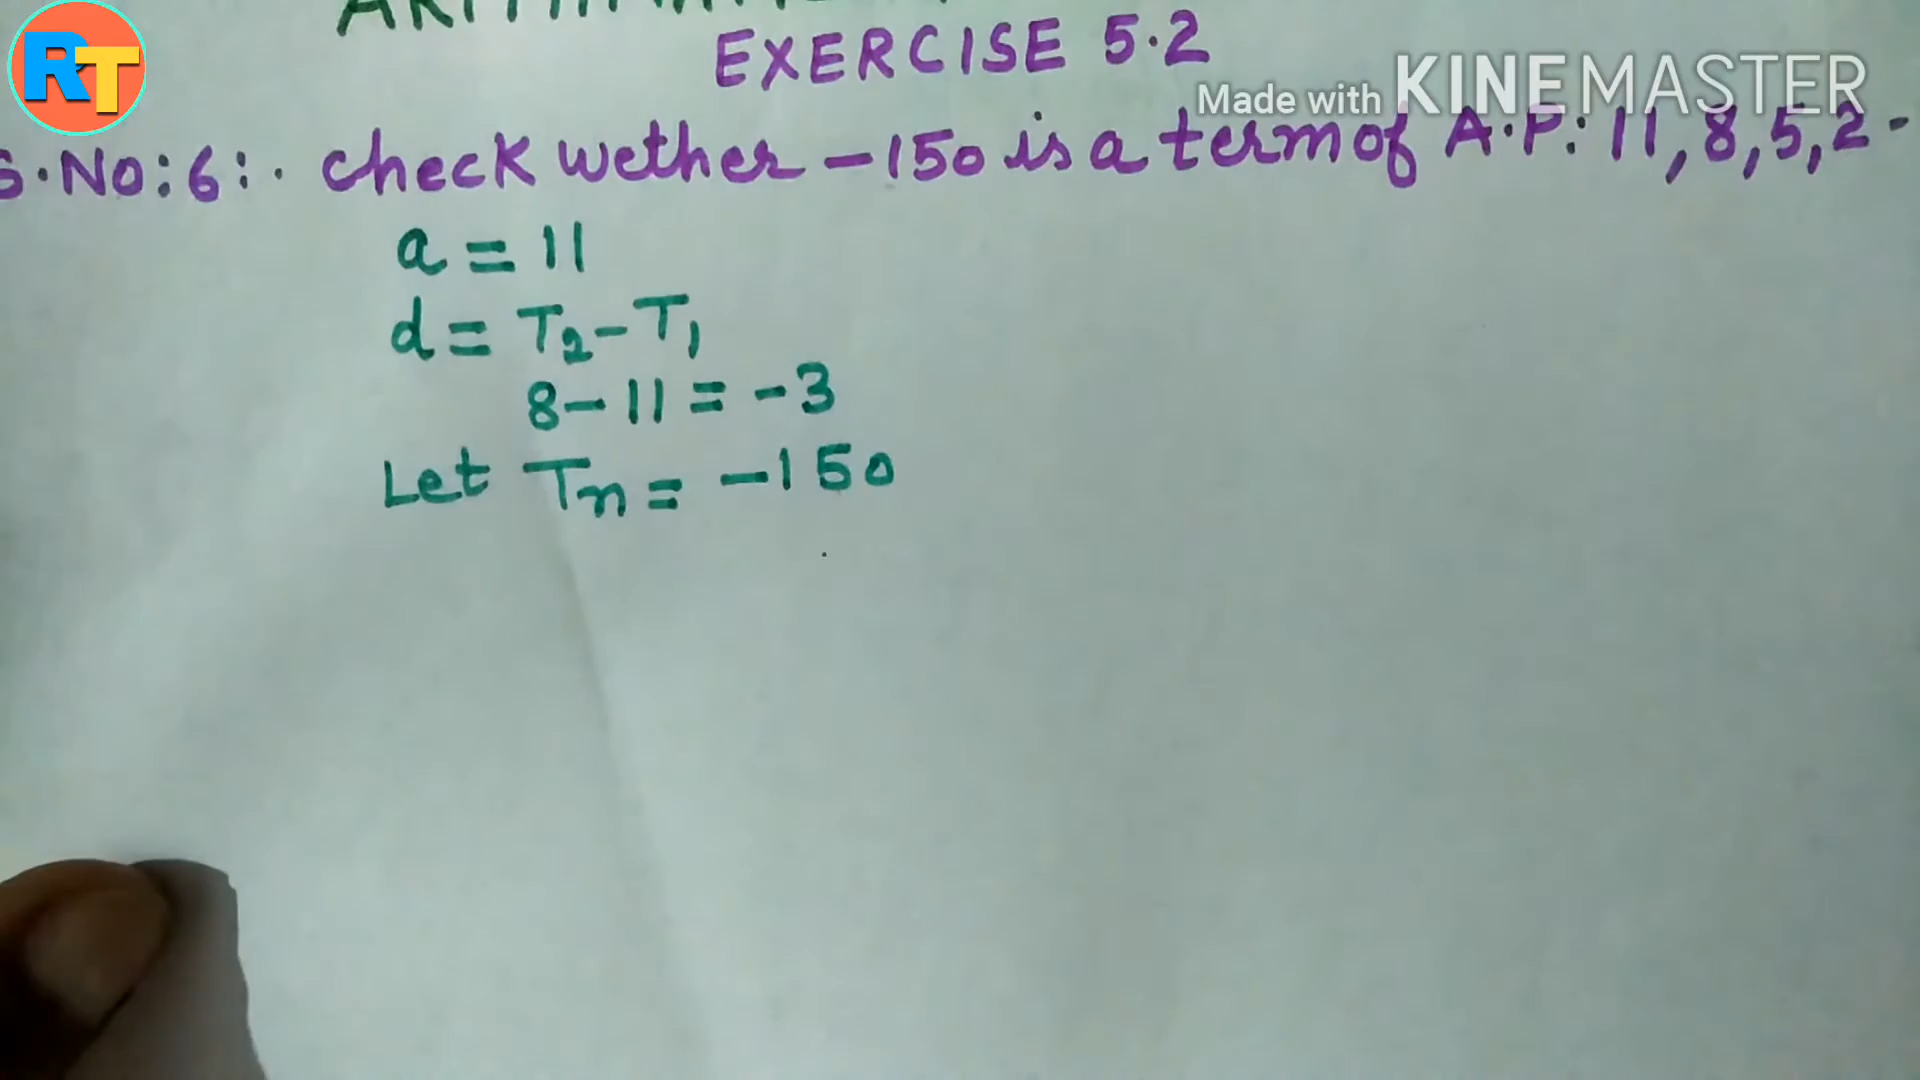 RT
EXERCISE 5.2
Made with KINEMASTER
S.No:6:. check wether -150 is a term of A.P: 11, 8, 5, 2 -
a = 11
d = T₂-T₁
8-11 = -3
Let Tn = -150